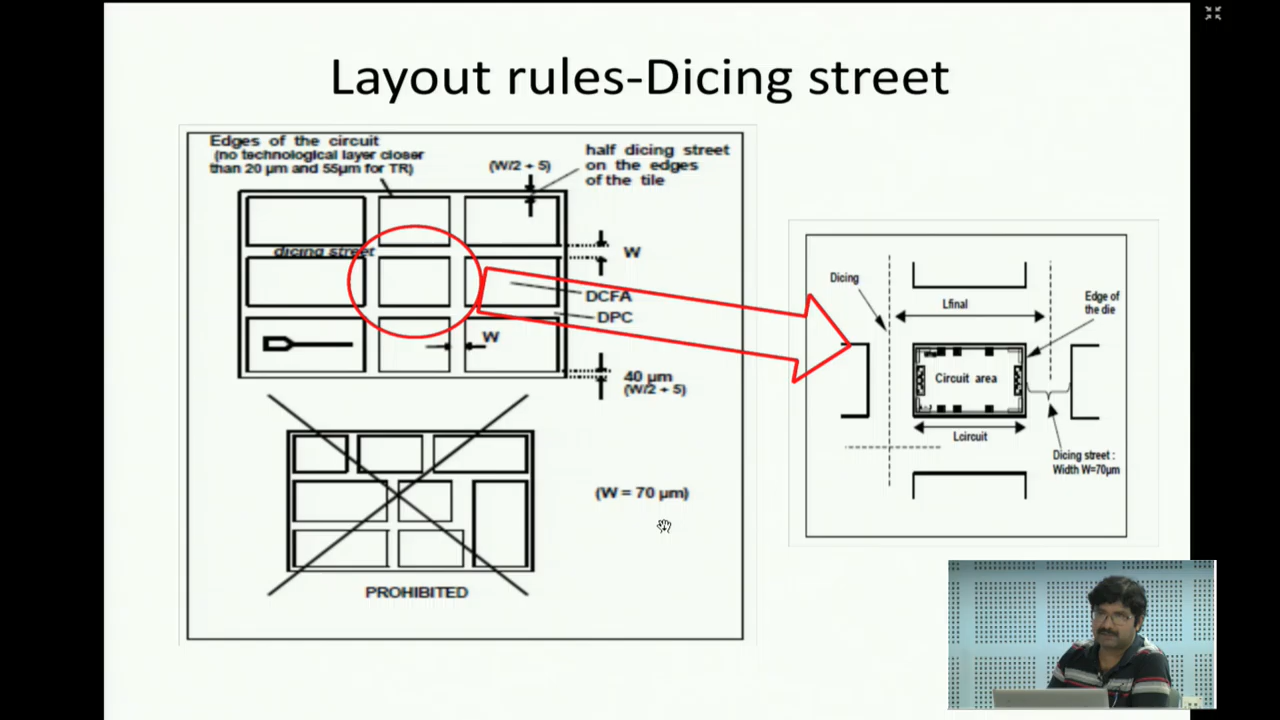 Layout rules-Dicing street
Edges of the circuit
(no technological layer closer
than 20 µm and 55µm for TR)
(W/2 + 5)
half dicing street
on the edges
of the tile
dicing street
W
DCFA
DPC
W
40 µm
(W/2 + 5)
(W = 70 µm)
PROHIBITED
Dicing
Lfinal
Edge of
the die
Circuit area
Lcircuit
Dicing street :
Width W=70µm